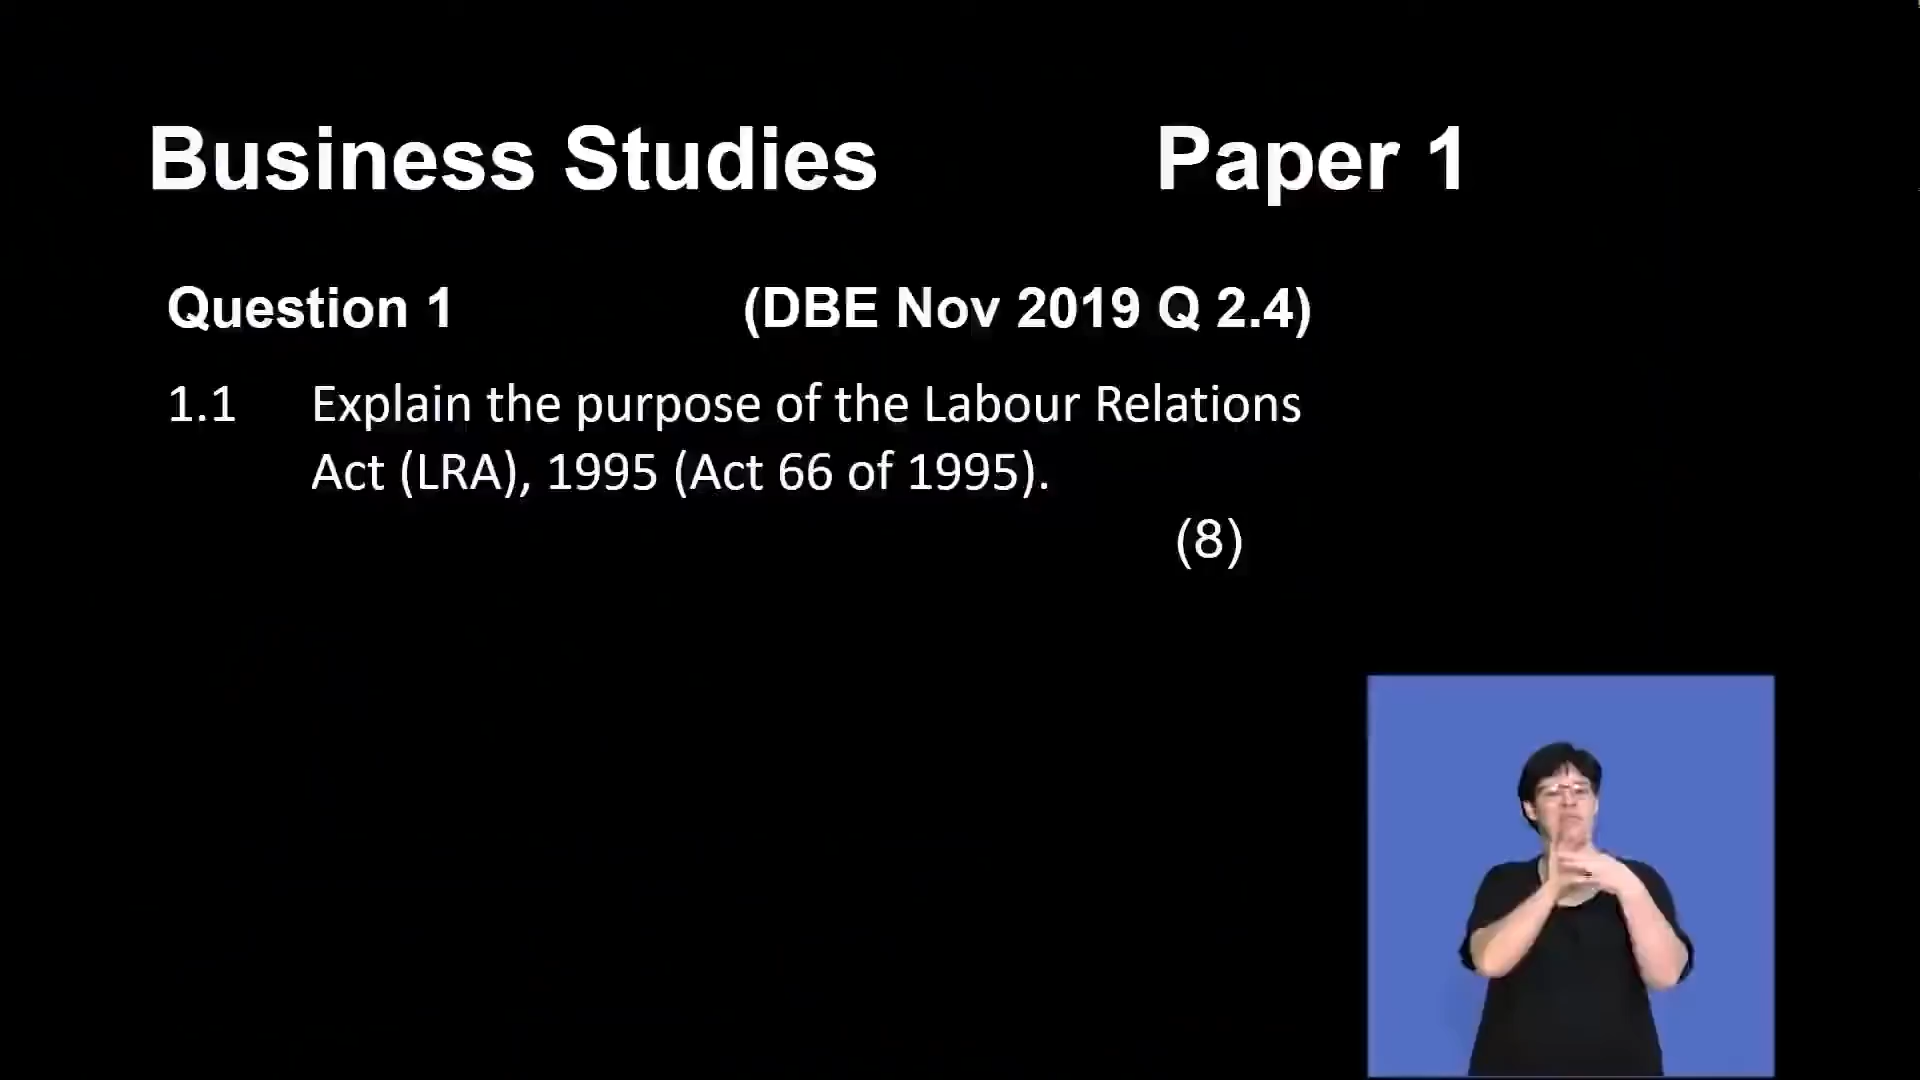 Business Studies Paper 1
Question 1 (DBE Nov 2019 Q 2.4)
1.1 Explain the purpose of the Labour Relations
Act (LRA), 1995 (Act 66 of 1995).
(8)